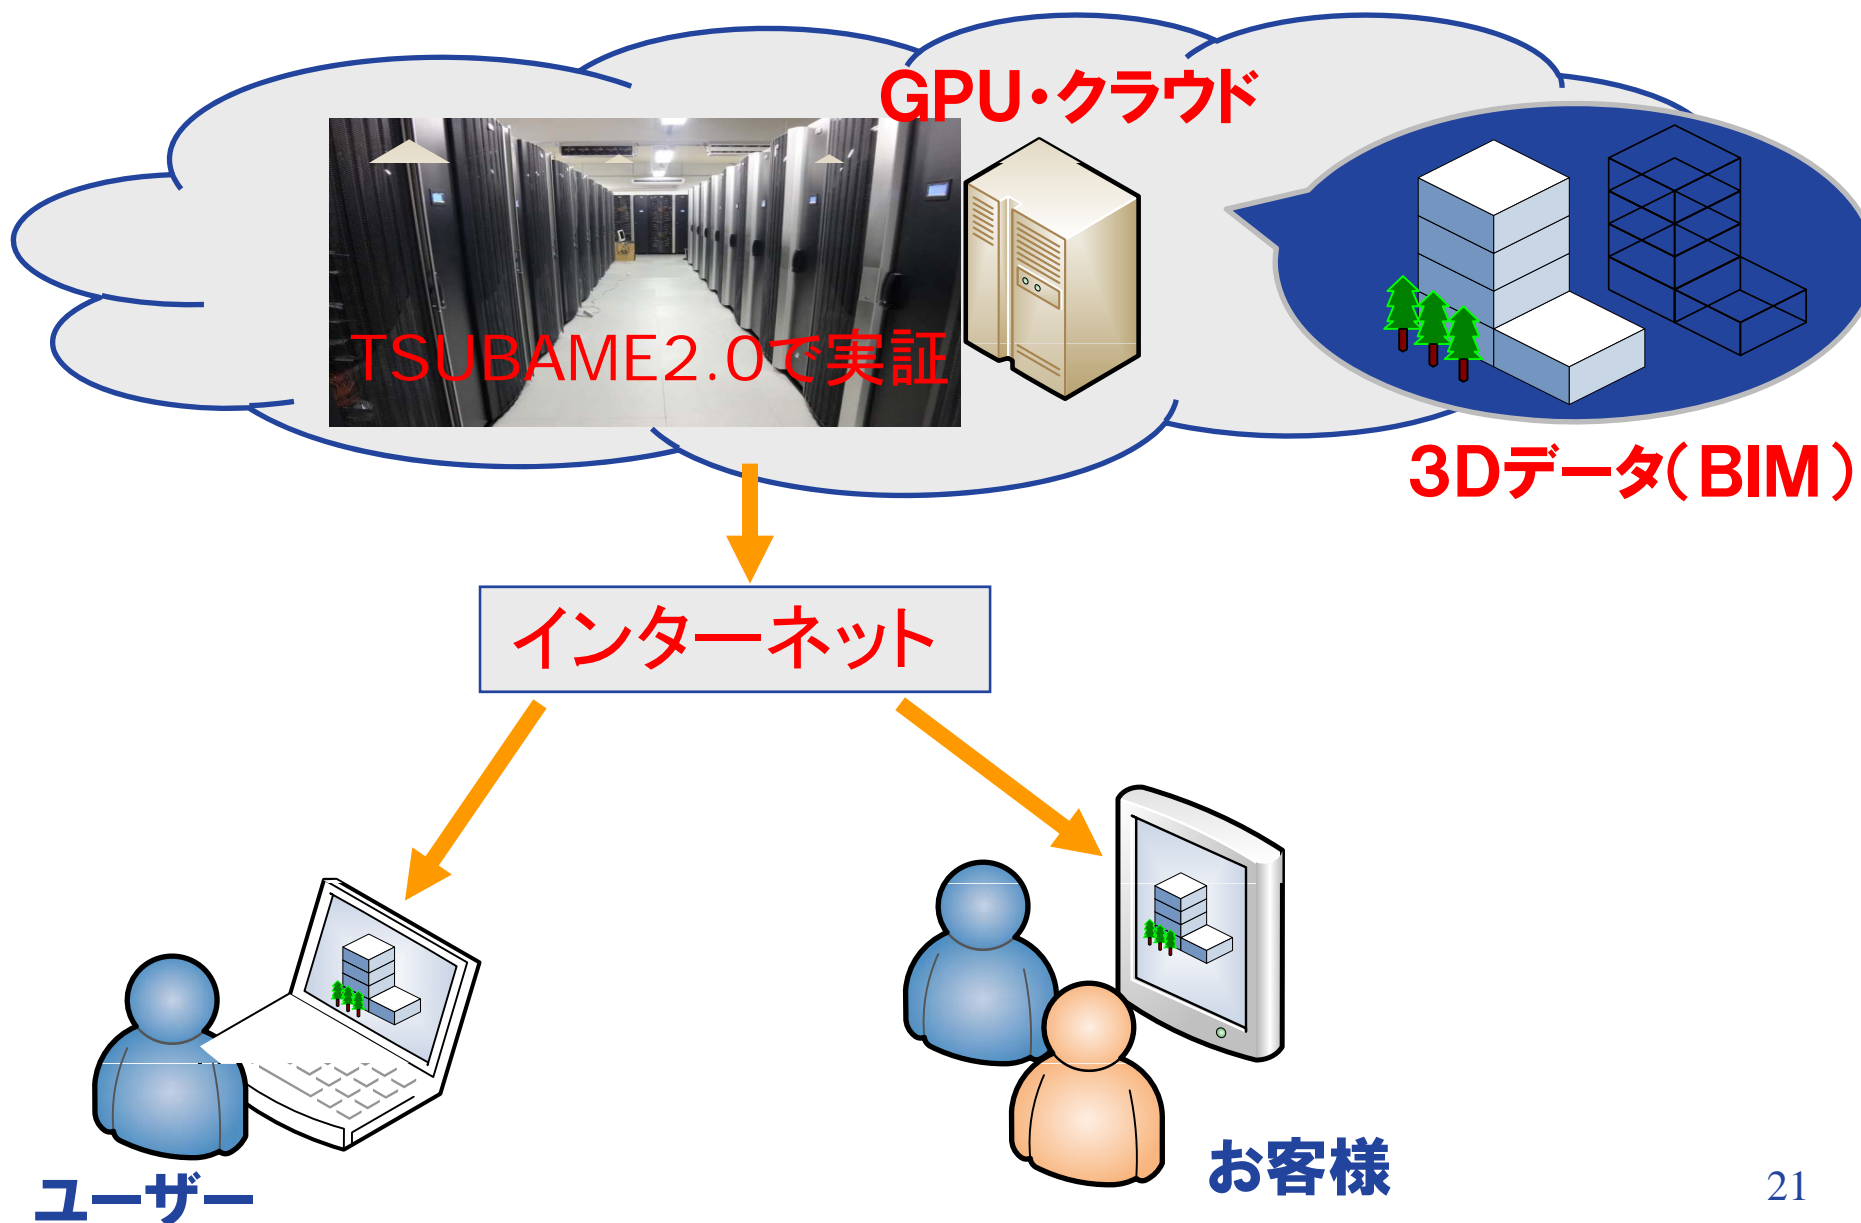 GPU・クラウド
TSUBAME2.0で実証
3Dデータ(BIM)
インターネット
ユーザー
お客様
21